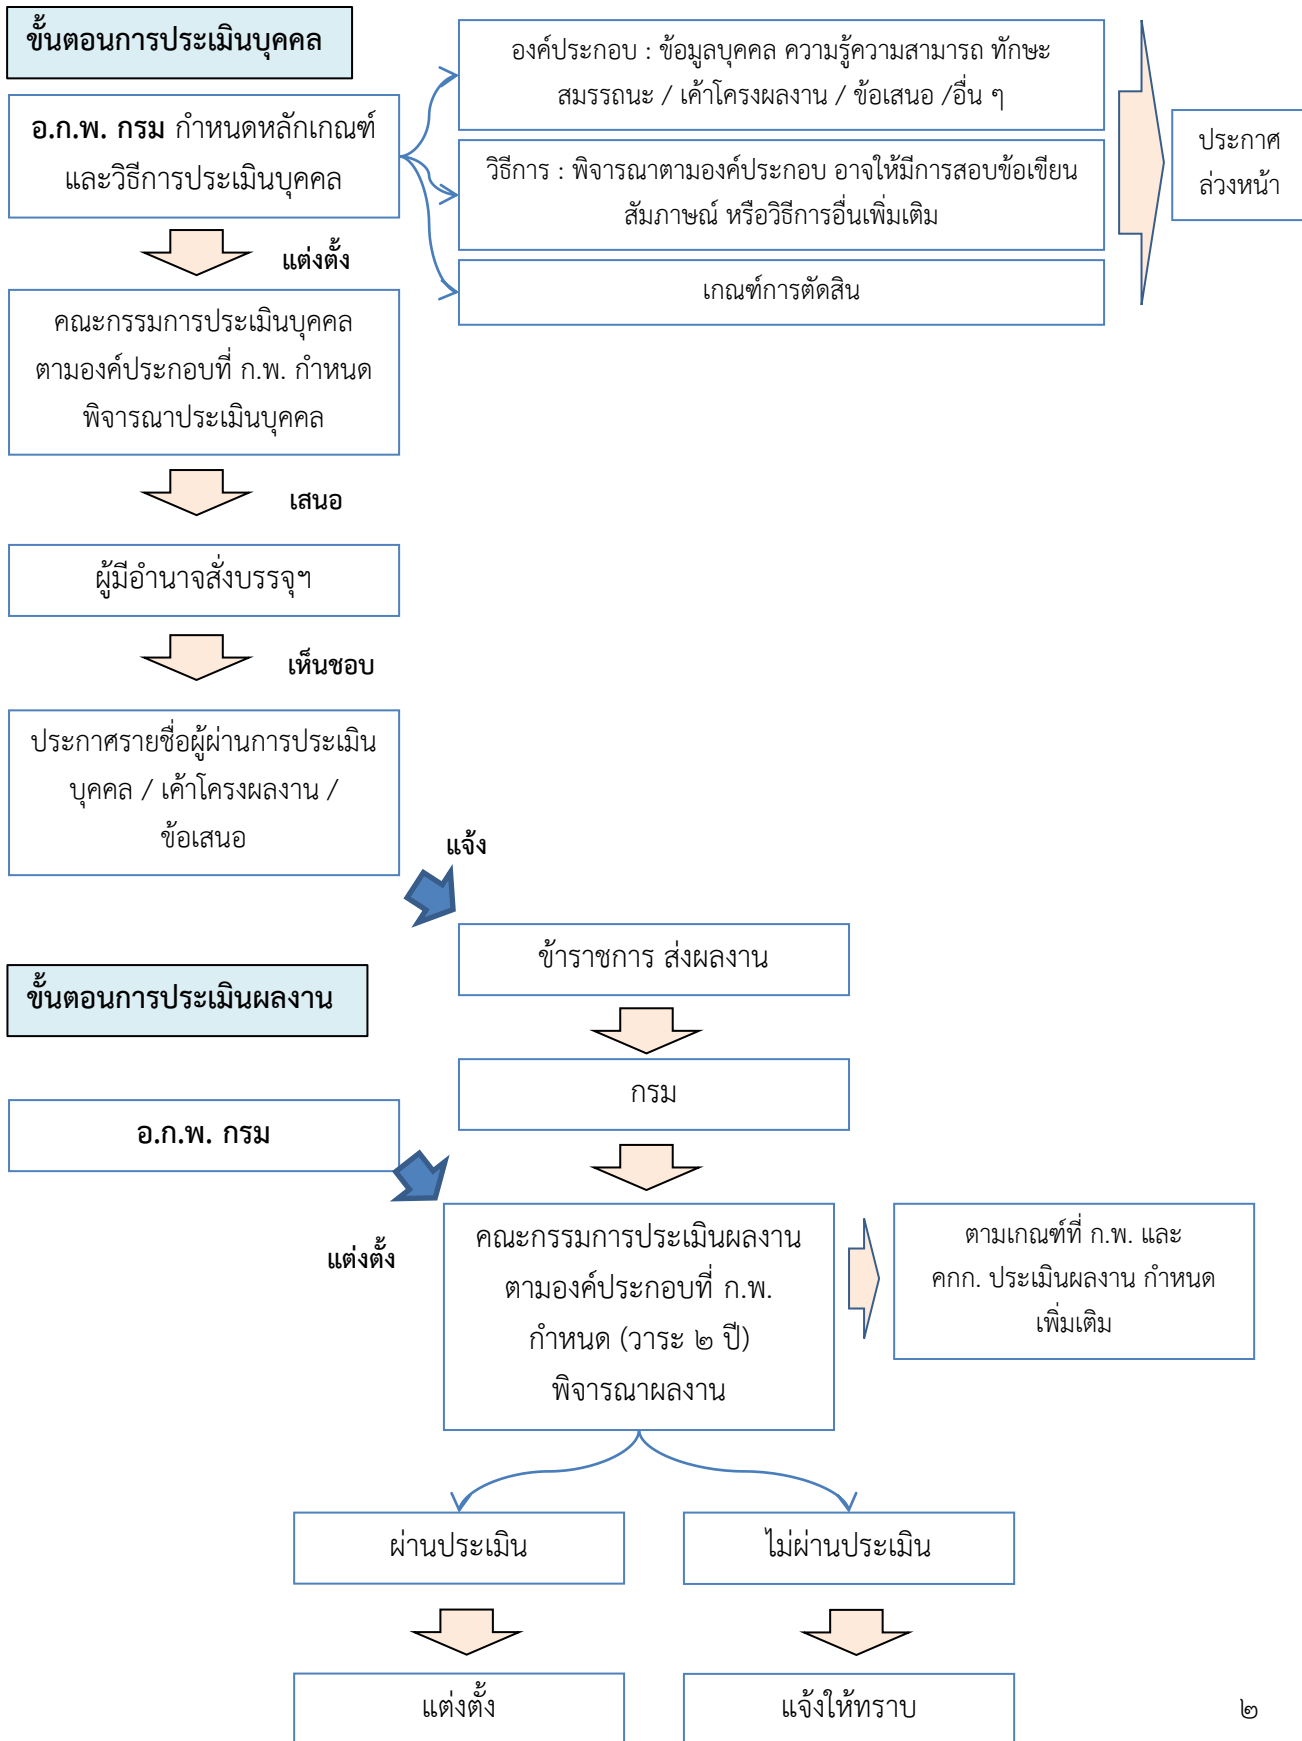 ขั้นตอนการประเมินบุคคล
อ.ก.พ. กรม กำหนดหลักเกณฑ์
และวิธีการประเมินบุคคล
องค์ประกอบ : ข้อมูลบุคคล ความรู้ความสามารถ ทักษะ
สมรรถนะ / เค้าโครงผลงาน / ข้อเสนอ /อื่น ๆ
วิธีการ : พิจารณาตามองค์ประกอบ อาจให้มีการสอบข้อเขียน
สัมภาษณ์ หรือวิธีการอื่นเพิ่มเติม
เกณฑ์การตัดสิน
ประกาศ
ล่วงหน้า
แต่งตั้ง
คณะกรรมการประเมินบุคคล
ตามองค์ประกอบที่ ก.พ. กำหนด
พิจารณาประเมินบุคคล
เสนอ
ผู้มีอำนาจสั่งบรรจุฯ
เห็นชอบ
ประกาศรายชื่อผู้ผ่านการประเมิน
บุคคล / เค้าโครงผลงาน /
ข้อเสนอ
แจ้ง
ข้าราชการ ส่งผลงาน
ขั้นตอนการประเมินผลงาน
กรม
อ.ก.พ. กรม
แต่งตั้ง
คณะกรรมการประเมินผลงาน
ตามองค์ประกอบที่ ก.พ.
กำหนด (วาระ ๒ ปี)
พิจารณาผลงาน
ตามเกณฑ์ที่ ก.พ. และ
คกก. ประเมินผลงาน กำหนด
เพิ่มเติม
ผ่านประเมิน
ไม่ผ่านประเมิน
แต่งตั้ง
แจ้งให้ทราบ
๒